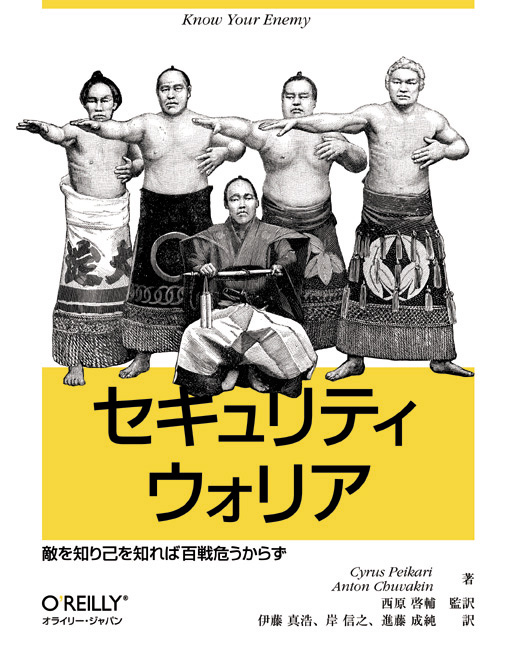 Know Your Enemy
セキュリティ
ウォリア
敵を知り己を知れば百戦危うからず
Cyrus Peikari
Anton Chuvakin
著
西原 啓輔 監訳
伊藤 真浩、岸 信之、進藤 成純 訳
O'REILLY®
オライリー・ジャパン